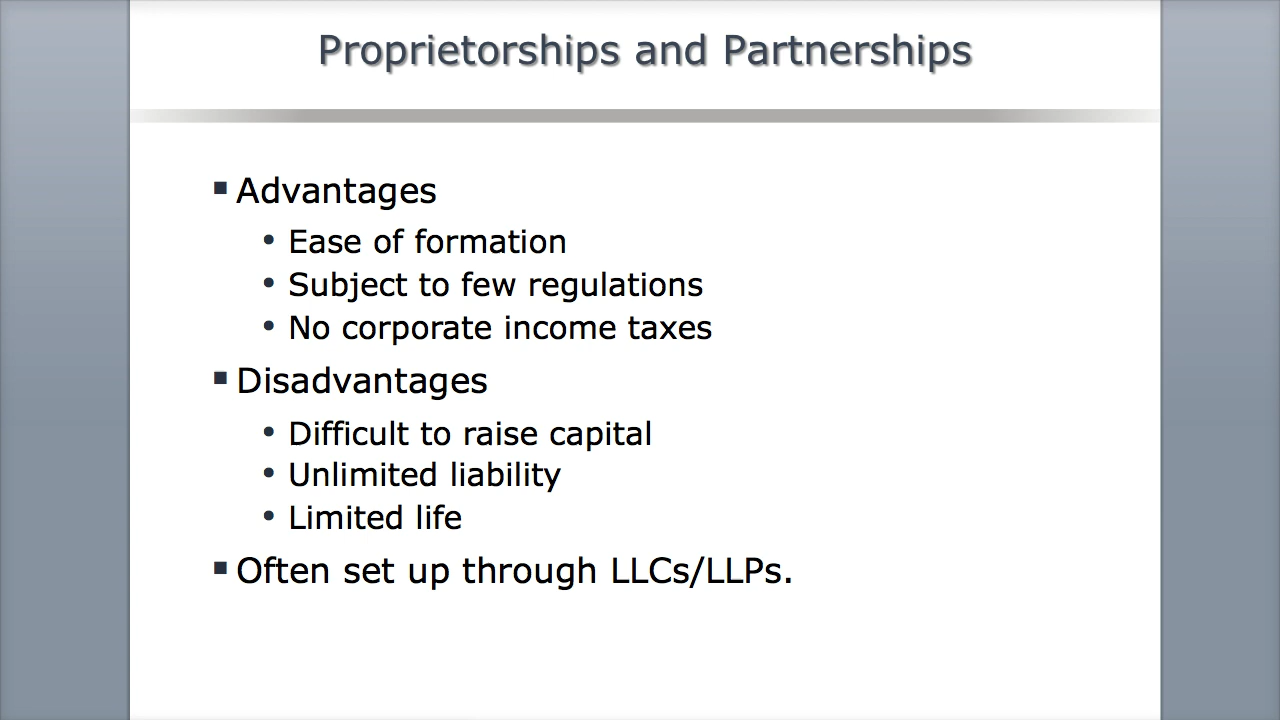 Proprietorships and Partnerships
▪ Advantages
• Ease of formation
• Subject to few regulations
• No corporate income taxes
▪ Disadvantages
• Difficult to raise capital
• Unlimited liability
• Limited life
▪ Often set up through LLCs/LLPs.